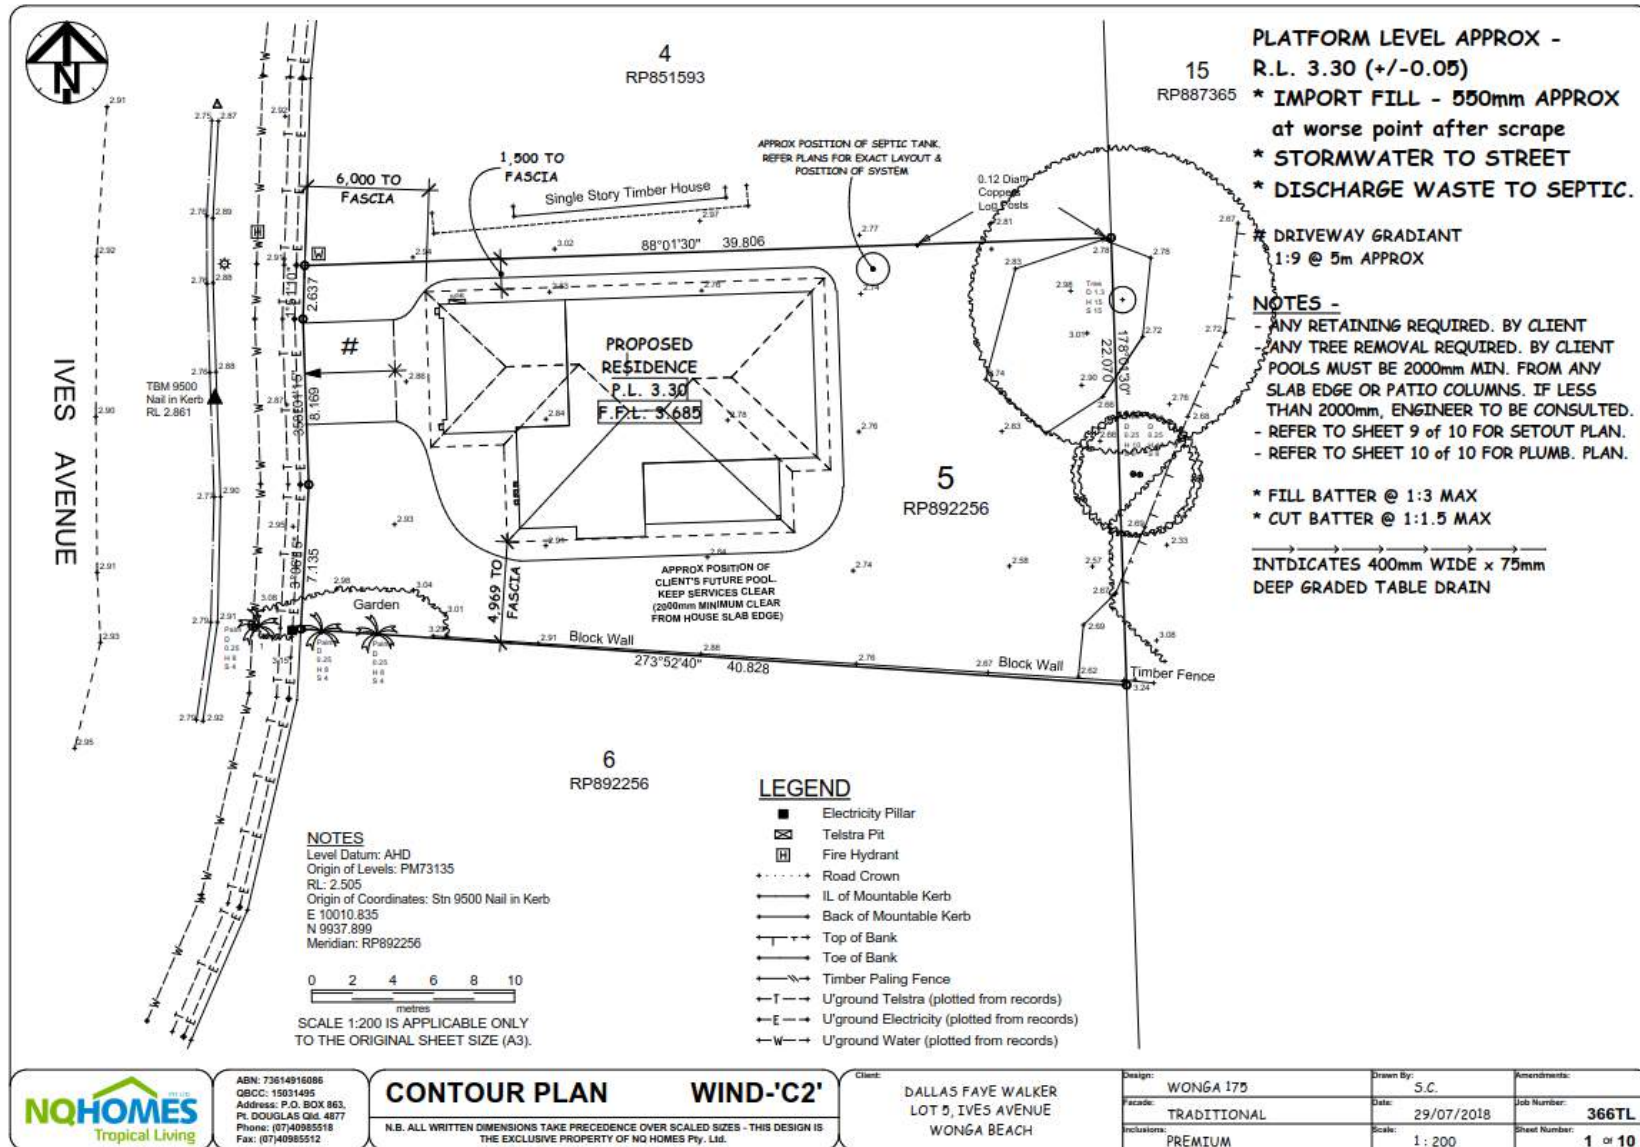 N
4
RP851593
15
RP887365
PLATFORM LEVEL APPROX -
R.L. 3.30 (+/-0.05)
* IMPORT FILL - 550mm APPROX
at worse point after scrape
* STORMWATER TO STREET
* DISCHARGE WASTE TO SEPTIC.
# DRIVEWAY GRADIANT
1:9 @ 5m APPROX
NOTES -
- ANY RETAINING REQUIRED. BY CLIENT
- ANY TREE REMOVAL REQUIRED. BY CLIENT
POOLS MUST BE 2000mm MIN. FROM ANY
SLAB EDGE OR PATIO COLUMNS. IF LESS
THAN 2000mm, ENGINEER TO BE CONSULTED.
- REFER TO SHEET 9 of 10 FOR SETOUT PLAN.
- REFER TO SHEET 10 of 10 FOR PLUMB. PLAN.
* FILL BATTER @ 1:3 MAX
* CUT BATTER @ 1:1.5 MAX
INTDICATES 400mm WIDE x 75mm
DEEP GRADED TABLE DRAIN
1,500 TO
FASCIA
6,000 TO
FASCIA
Single Story Timber House
APPROX POSITION OF SEPTIC TANK.
REFER PLANS FOR EXACT LAYOUT &
POSITION OF SYSTEM
0.12 Diam
Coppers
Log Posts
88°01'30" 39.806
2.637
8.169
7.135
178°01'30"
22.070
#
PROPOSED
RESIDENCE
P.L. 3.30
F.F.L. 3.685
IVES AVENUE
TBM 9500
Nail in Kerb
RL 2.861
5
RP892256
4,969 TO
FASCIA
APPROX POSITION OF
CLIENT'S FUTURE POOL.
KEEP SERVICES CLEAR
(2000mm MINIMUM CLEAR
FROM HOUSE SLAB EDGE)
Garden
Block Wall
273°52'40" 40.828
Block Wall
Timber Fence
6
RP892256
NOTES
Level Datum: AHD
Origin of Levels: PM73135
RL: 2.505
Origin of Coordinates: Stn 9500 Nail in Kerb
E 10010.835
N 9937.899
Meridian: RP892256
0 2 4 6 8 10
metres
SCALE 1:200 IS APPLICABLE ONLY
TO THE ORIGINAL SHEET SIZE (A3).
LEGEND
Electricity Pillar
Telstra Pit
H Fire Hydrant
Road Crown
IL of Mountable Kerb
Back of Mountable Kerb
Top of Bank
Toe of Bank
Timber Paling Fence
T U'ground Telstra (plotted from records)
E U'ground Electricity (plotted from records)
W U'ground Water (plotted from records)
NQHOMES
Tropical Living
ABN: 73614916086
QBCC: 15031495
Address: P.O. BOX 863,
Pt. DOUGLAS Qld. 4877
Phone: (07)40985518
Fax: (07)40985512
CONTOUR PLAN WIND-'C2'
N.B. ALL WRITTEN DIMENSIONS TAKE PRECEDENCE OVER SCALED SIZES - THIS DESIGN IS
THE EXCLUSIVE PROPERTY OF NQ HOMES Pty. Ltd.
Client:
DALLAS FAYE WALKER
LOT 5, IVES AVENUE
WONGA BEACH
Design: WONGA 175
Facade: TRADITIONAL
Inclusions: PREMIUM
Drawn By: S.C.
Date: 29/07/2018
Scale: 1 : 200
Amendments:
Job Number: 366TL
Sheet Number: 1 of 10